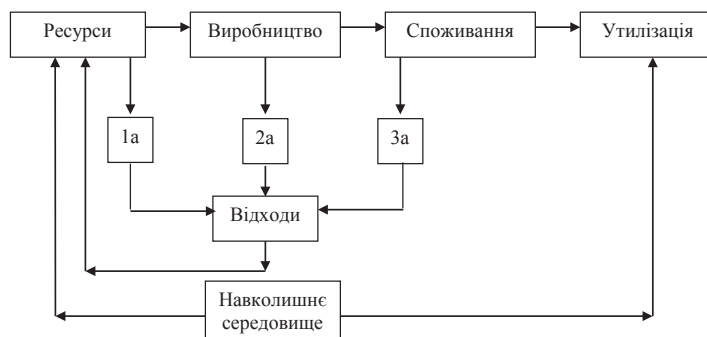 Ресурси
Виробництво
Споживання
Утилізація
1а
2а
3а
Відходи
Навколишнє
середовище